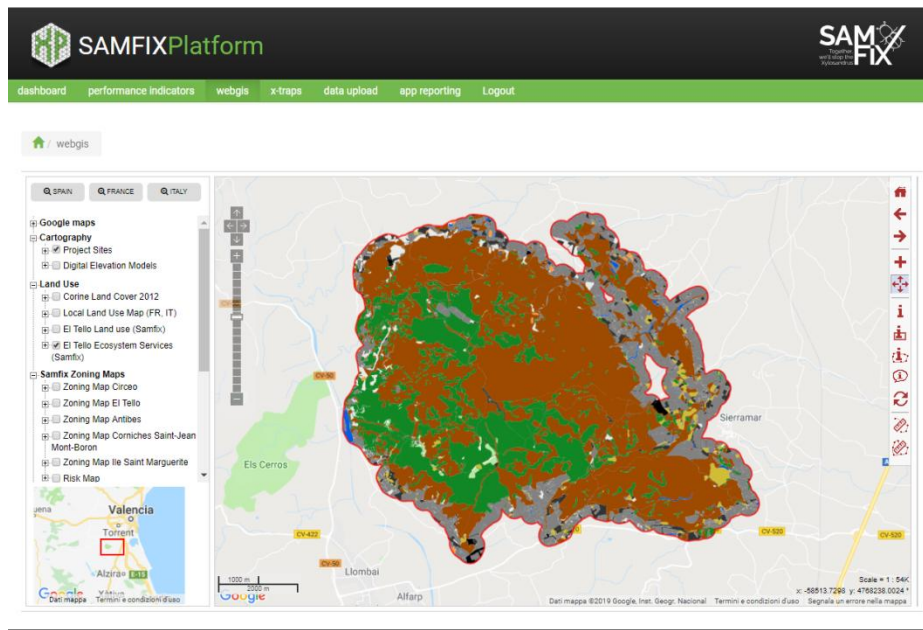 SAMFIXPlatform
SAM FIX
Together
we'll stop the
Xylosandrus
dashboard performance indicators webgis x-traps data upload app reporting Logout
/ webgis
SPAIN FRANCE ITALY
Google maps
Cartography
Project Sites
Digital Elevation Models
Land Use
Corine Land Cover 2012
Local Land Use Map (FR, IT)
El Tello Land use (Samfix)
El Tello Ecosystem Services
(Samfix)
Samfix Zoning Maps
Zoning Map Circeo
Zoning Map El Tello
Zoning Map Antibes
Zoning Map Corniches Saint-Jean
Mont-Boron
Zoning Map Ile Saint Marguerite
Risk Map
Valencia
Torrent
Alzira
Xàtiva
Google
Dati mappa Termini e condizioni d'uso
CV-50
Sierramar
Els Cerros
CV-422
CV-520
CV-520
CV-50
Llombai
Alfarp
1000 m
2000 m
Google
Scale = 1 : 54K
x: -58513.7298 y: 4768238.0024
Dati mappa ©2019 Google, Inst. Geogr. Nacional Termini e condizioni d'uso Segnala un errore nella mappa